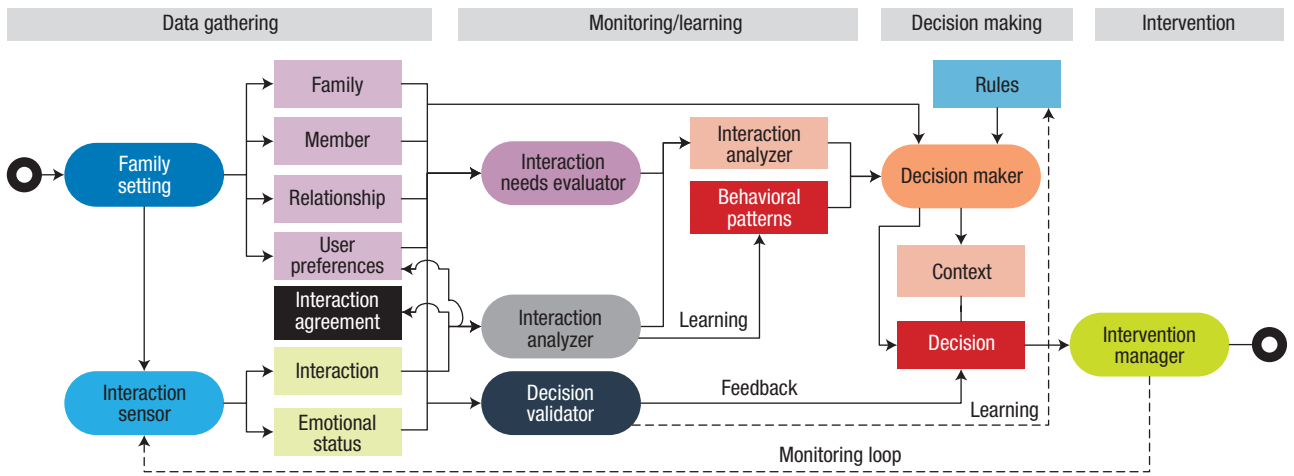 Data gathering
Monitoring/learning
Decision making
Intervention
Family
setting
Interaction
sensor
Family
Member
Relationship
User
preferences
Interaction
agreement
Interaction
Emotional
status
Interaction
needs evaluator
Interaction
analyzer
Decision
validator
Interaction
analyzer
Behavioral
patterns
Learning
Feedback
Rules
Decision maker
Context
Decision
Learning
Intervention
manager
Monitoring loop